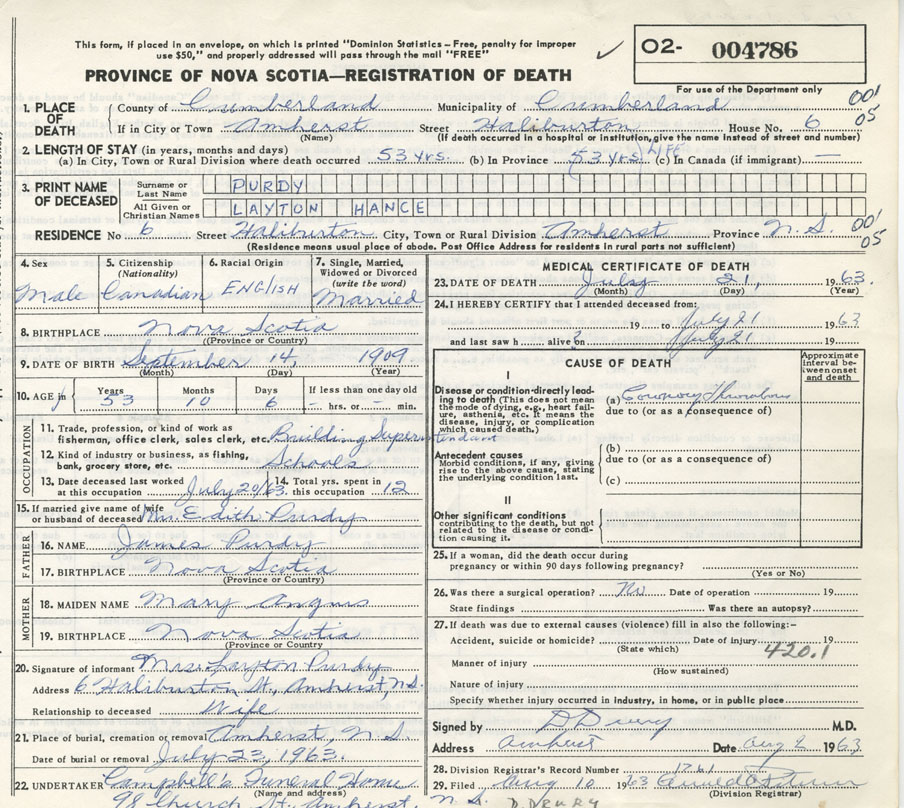 This form, if placed in an envelope, on which is printed "Dominion Statistics—Free, penalty for improper
use $50," and properly addressed will pass through the mail "FREE"
✓ O2- 004786
PROVINCE OF NOVA SCOTIA—REGISTRATION OF DEATH
For use of the Department only
1. PLACE OF DEATH County of Cumberland Municipality of Cumberland 001
If in City or Town Amherst Street Haliburton House No. 6 05
(Name) (If death occurred in a hospital or institution, give the name instead of street and number)
2. LENGTH OF STAY (in years, months and days)
(a) In City, Town or Rural Division where death occurred 53 yrs. (b) In Province 53 yrs LIFE (c) In Canada (if immigrant) —
3. PRINT NAME OF DECEASED Surname or Last Name PURDY
All Given or Christian Names LAYTON HANCE
RESIDENCE No 6 Street Haliburton City, Town or Rural Division Amherst Province N.S. 001 05
(Residence means usual place of abode. Post Office Address for residents in rural parts not sufficient)
4. Sex Male
5. Citizenship (Nationality) Canadian
6. Racial Origin ENGLISH
7. Single, Married, Widowed or Divorced (write the word) Married
8. BIRTHPLACE Nova Scotia
(Province or Country)
9. DATE OF BIRTH September 14, 1909
(Month) (Day) (Year)
10. AGE Years 53 Months 10 Days 6 If less than one day old – hrs. or – min.
OCCUPATION
11. Trade, profession, or kind of work as
fisherman, office clerk, sales clerk, etc. Building Superintendant
12. Kind of industry or business, as fishing,
bank, grocery store, etc. Schools
13. Date deceased last worked at this occupation July 20/63
14. Total yrs. spent in this occupation 12
15. If married give name of wife
or husband of deceased Mrs. Edith Purdy
FATHER
16. NAME James Purdy
17. BIRTHPLACE Nova Scotia
(Province or Country)
MOTHER
18. MAIDEN NAME Mary Angus
19. BIRTHPLACE Nova Scotia
(Province or Country)
20. Signature of informant Mrs. Layton Purdy
Address 6 Haliburton St., Amherst, N.S.
Relationship to deceased Wife
21. Place of burial, cremation or removal Amherst, N.S.
Date of burial or removal July 23, 1963
22. UNDERTAKER Campbell's Funeral Home
(Name and address)
98 Church St. Amherst, N.S.
MEDICAL CERTIFICATE OF DEATH
23. DATE OF DEATH July 21, 1963
(Month) (Day) (Year)
24. I HEREBY CERTIFY that I attended deceased from:
19 to July 21 1963
and last saw h alive on July 21 19
CAUSE OF DEATH
Approximate interval between onset and death
I
Disease or condition directly leading to death (This does not mean
the mode of dying, e.g., heart failure, asthenia, etc. It means the
disease, injury, or complication which caused death.)
(a) Coronary Thrombosis
due to (or as a consequence of)
Antecedent causes
Morbid conditions, if any, giving
rise to the above cause, stating
the underlying condition last.
(b)
due to (or as a consequence of)
(c)
II
Other significant conditions
contributing to the death, but not
related to the disease or condition causing it.
25. If a woman, did the death occur during
pregnancy or within 90 days following pregnancy?
(Yes or No)
26. Was there a surgical operation? No Date of operation 19
State findings Was there an autopsy?
27. If death was due to external causes (violence) fill in also the following:—
Accident, suicide or homicide? Date of injury 19
(State which) 420.1
Manner of injury
(How sustained)
Nature of injury
Specify whether injury occurred in industry, in home, or in public place
Signed by D Drury M.D.
Address Amherst Date Aug 2 1963
28. Division Registrar's Record Number 1761
29. Filed Aug 10 1963
(Division Registrar)
D. DRURY